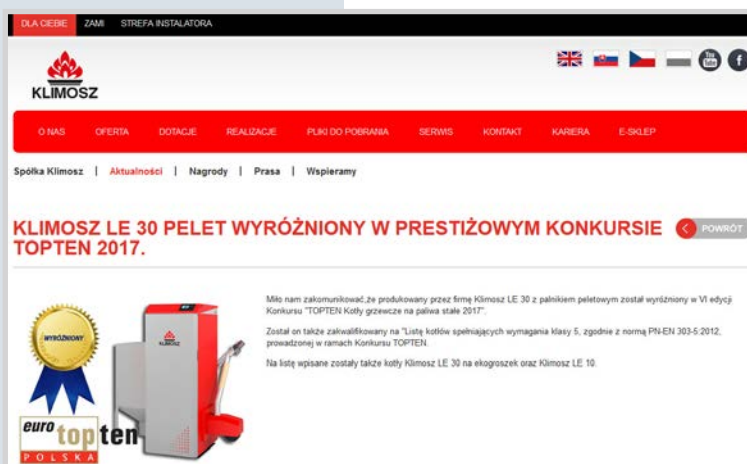 DLA CIEBIE ZAMI STREFA INSTALATORA
KLIMOSZ
You Tube f
O NAS OFERTA DOTACJE REALIZACJE PLIKI DO POBRANIA SERWIS KONTAKT KARIERA E-SKLEP
Spółka Klimosz | Aktualności | Nagrody | Prasa | Wspieramy
KLIMOSZ LE 30 PELET WYRÓŻNIONY W PRESTIŻOWYM KONKURSIE
TOPTEN 2017.
POWRÓT
Miło nam zakomunikować,że produkowany przez firmę Klimosz LE 30 z palnikiem peletowym został wyróżniony w VI edycji
Konkursu "TOPTEN Kotły grzewcze na paliwa stałe 2017".
Został on także zakwalifikowany na "Listę kotłów spełniających wymagania klasy 5, zgodnie z normą PN-EN 303-5:2012,
prowadzonej w ramach Konkursu TOPTEN.
Na listę wpisane zostały także kotły Klimosz LE 30 na ekogroszek oraz Klimosz LE 10.
WYRÓŻNIONY
KLIMOSZ
euro topten
POLSKA